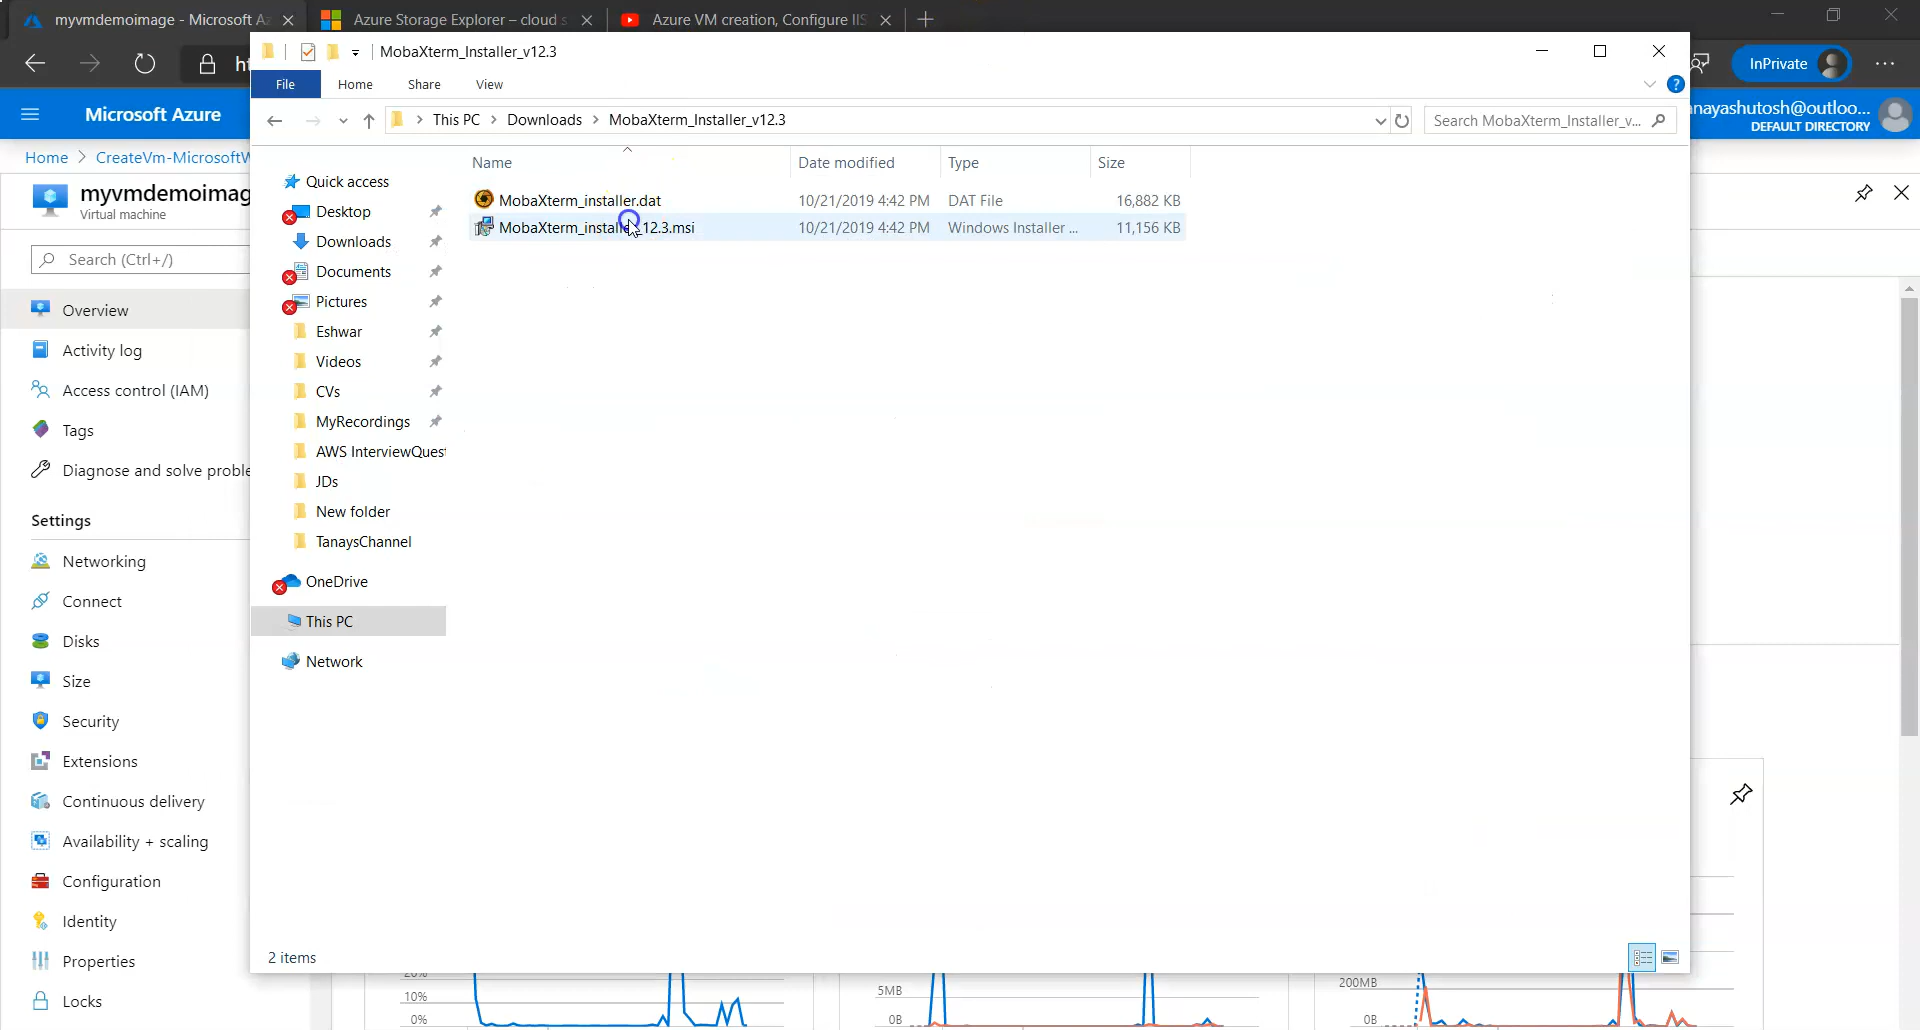 myvmdemoimage - Microsoft A
Azure Storage Explorer – cloud s
Azure VM creation, Configure IIS
MobaXterm_Installer_v12.3
InPrivate
File
Home
Share
View
Microsoft Azure
This PC
Downloads
MobaXterm_Installer_v12.3
Search MobaXterm_Installer_v...
nayashutosh@outloo...
DEFAULT DIRECTORY
Home > CreateVm-MicrosoftW
myvmdemoimag
Virtual machine
Search (Ctrl+/)
Overview
Activity log
Access control (IAM)
Tags
Diagnose and solve proble
Settings
Networking
Connect
Disks
Size
Security
Extensions
Continuous delivery
Availability + scaling
Configuration
Identity
Properties
Locks
Quick access
Desktop
Downloads
Documents
Pictures
Eshwar
Videos
CVs
MyRecordings
AWS InterviewQuest
JDs
New folder
TanaysChannel
OneDrive
This PC
Network
Name
Date modified
Type
Size
MobaXterm_installer.dat
10/21/2019 4:42 PM
DAT File
16,882 KB
MobaXterm_installer_12.3.msi
10/21/2019 4:42 PM
Windows Installer ...
11,156 KB
2 items
20%
10%
0%
5MB
0B
200MB
0B